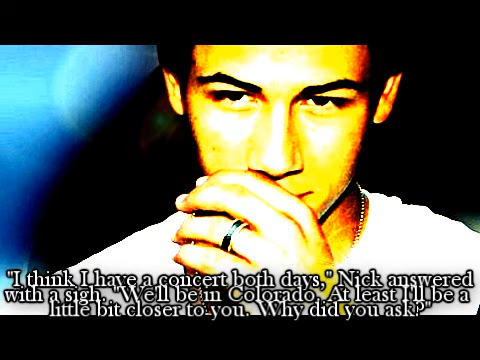 "I think I have a concert both days," Nick answered
with a sigh. "We'll be in Colorado. At least I'll be a
little bit closer to you. Why did you ask?"